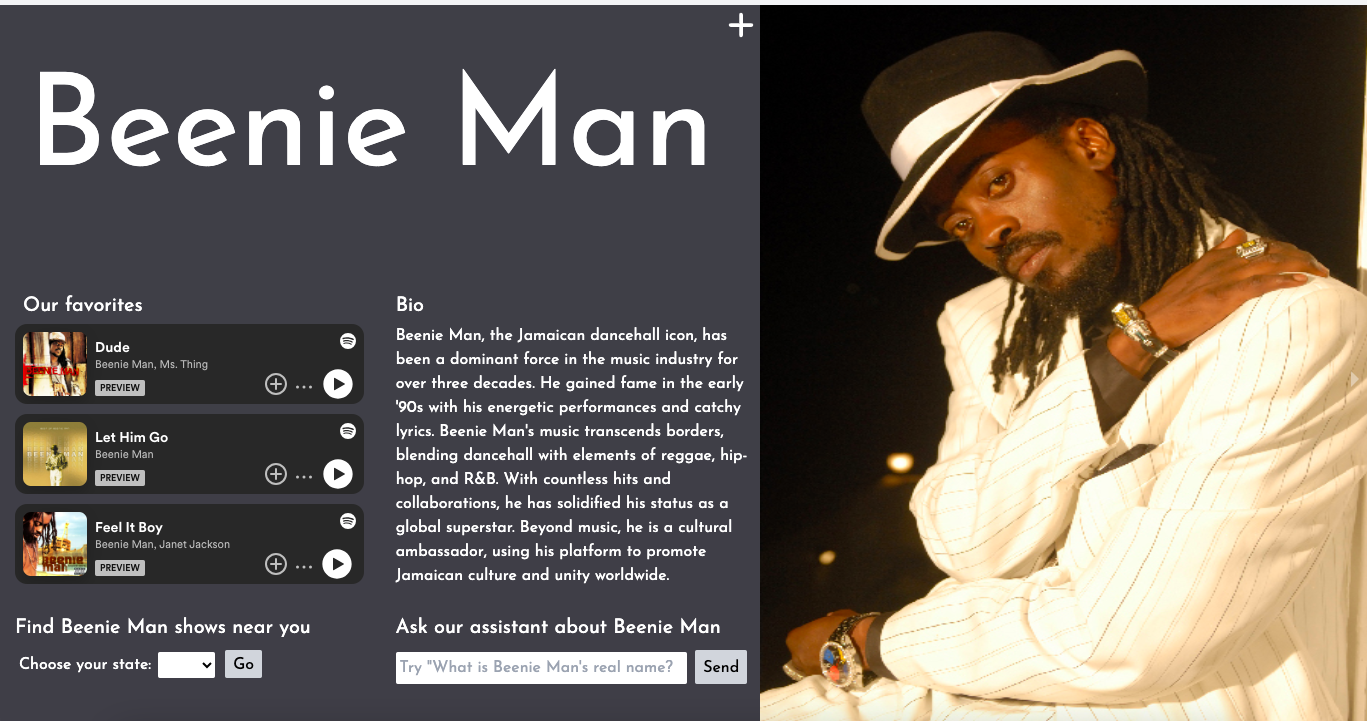 Beenie Man
Our favorites
Dude
Beenie Man, Ms. Thing
PREVIEW
Let Him Go
Beenie Man
PREVIEW
Feel It Boy
Beenie Man, Janet Jackson
PREVIEW
Find Beenie Man shows near you
Choose your state:
Go
Bio
Beenie Man, the Jamaican dancehall icon, has
been a dominant force in the music industry for
over three decades. He gained fame in the early
'90s with his energetic performances and catchy
lyrics. Beenie Man's music transcends borders,
blending dancehall with elements of reggae, hip-
hop, and R&B. With countless hits and
collaborations, he has solidified his status as a
global superstar. Beyond music, he is a cultural
ambassador, using his platform to promote
Jamaican culture and unity worldwide.
Ask our assistant about Beenie Man
Try "What is Beenie Man's real name?
Send